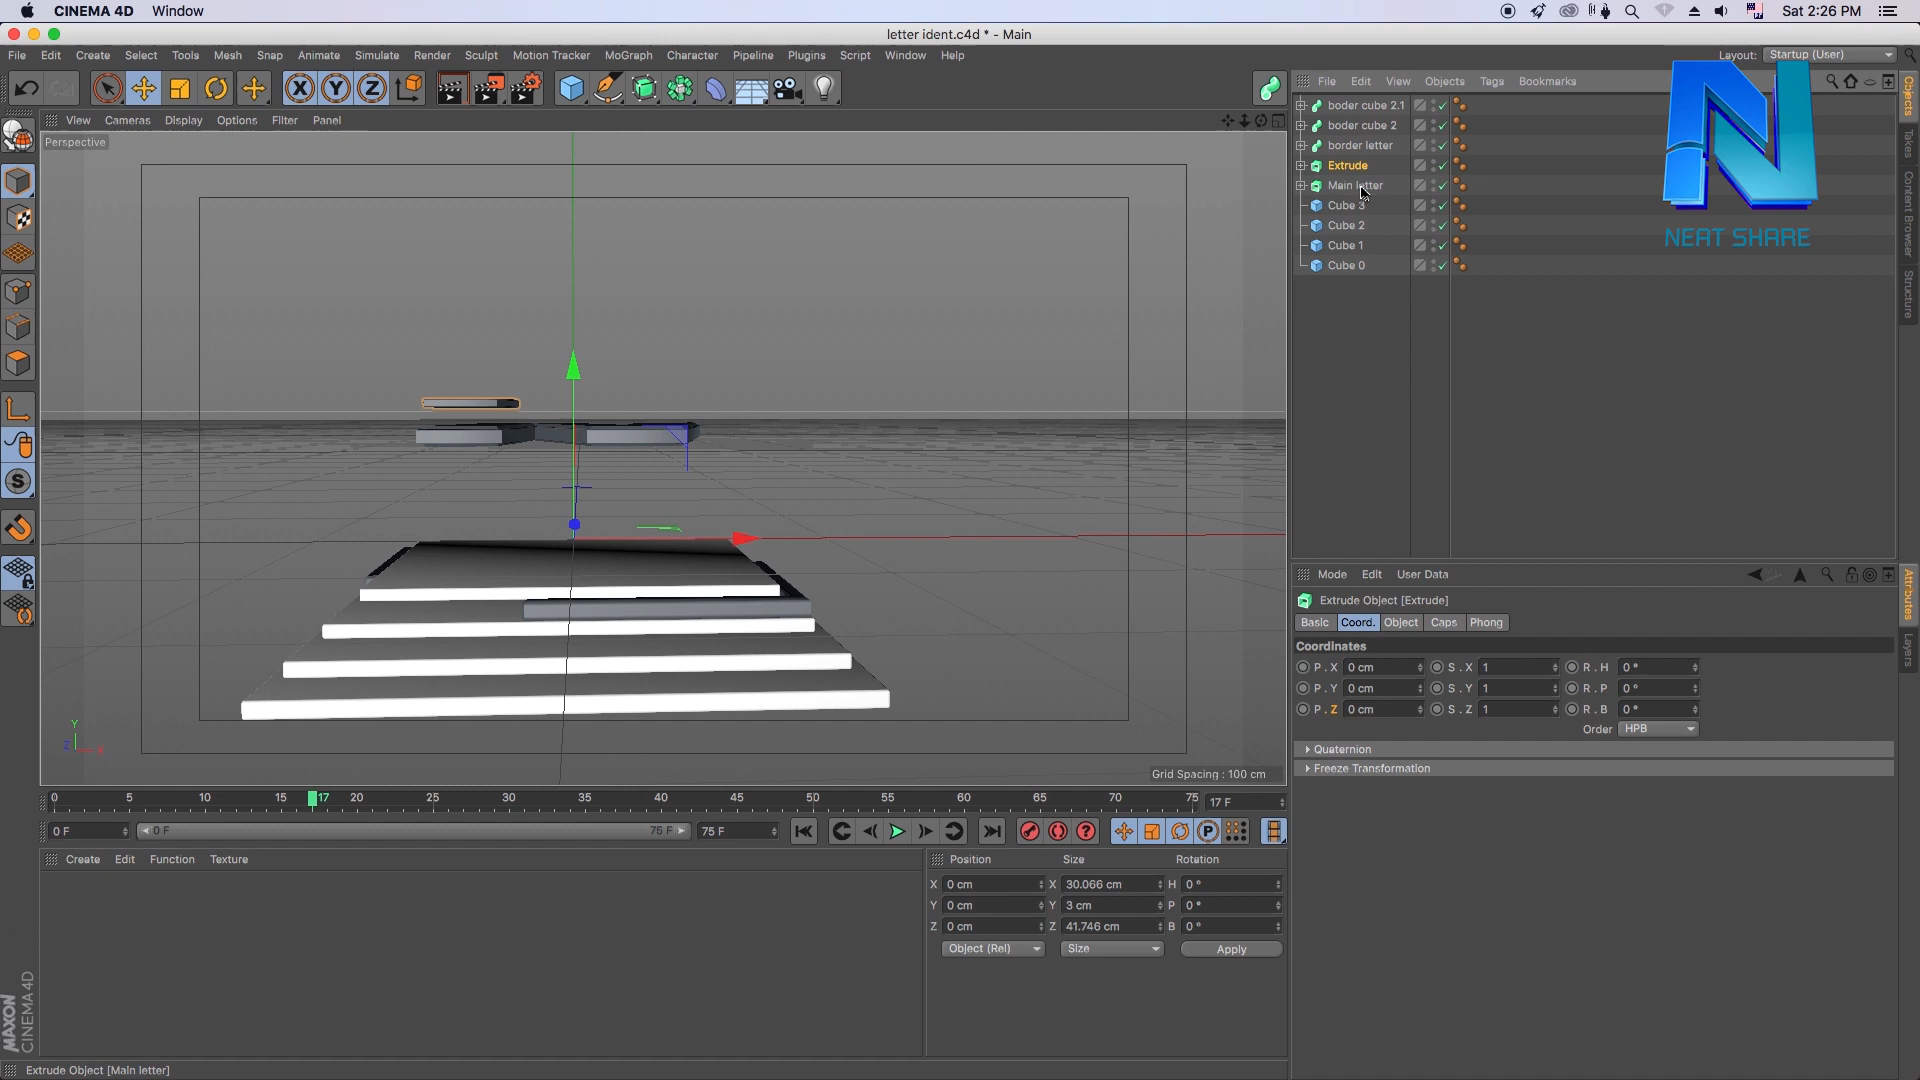 CINEMA 4D Window
Sat 2:26 PM
letter ident.c4d * - Main
File Edit Create Select Tools Mesh Snap Animate Simulate Render Sculpt Motion Tracker MoGraph Character Pipeline Plugins Script Window Help
Layout: Startup (User)
X Y Z
File Edit View Objects Tags Bookmarks
View Cameras Display Options Filter Panel
Perspective
boder cube 2.1
boder cube 2
border letter
Extrude
Main letter
Cube 3
Cube 2
Cube 1
Cube 0
NEAT SHARE
Objects
Takes
Content Browser
Structure
Mode Edit User Data
Extrude Object [Extrude]
Basic Coord. Object Caps Phong
Coordinates
P . X 0 cm S . X 1 R . H 0 °
P . Y 0 cm S . Y 1 R . P 0 °
P . Z 0 cm S . Z 1 R . B 0 °
Order HPB
Quaternion
Freeze Transformation
Attributes
Layers
Y
Z X
Grid Spacing : 100 cm
0 5 10 15 17 20 25 30 35 40 45 50 55 60 65 70 75
17 F
0 F 0 F 75 F 75 F
Create Edit Function Texture
Position Size Rotation
X 0 cm X 30.066 cm H 0 °
Y 0 cm Y 3 cm P 0 °
Z 0 cm Z 41.746 cm B 0 °
Object (Rel) Size Apply
MAXON
CINEMA 4D
Extrude Object [Main letter]